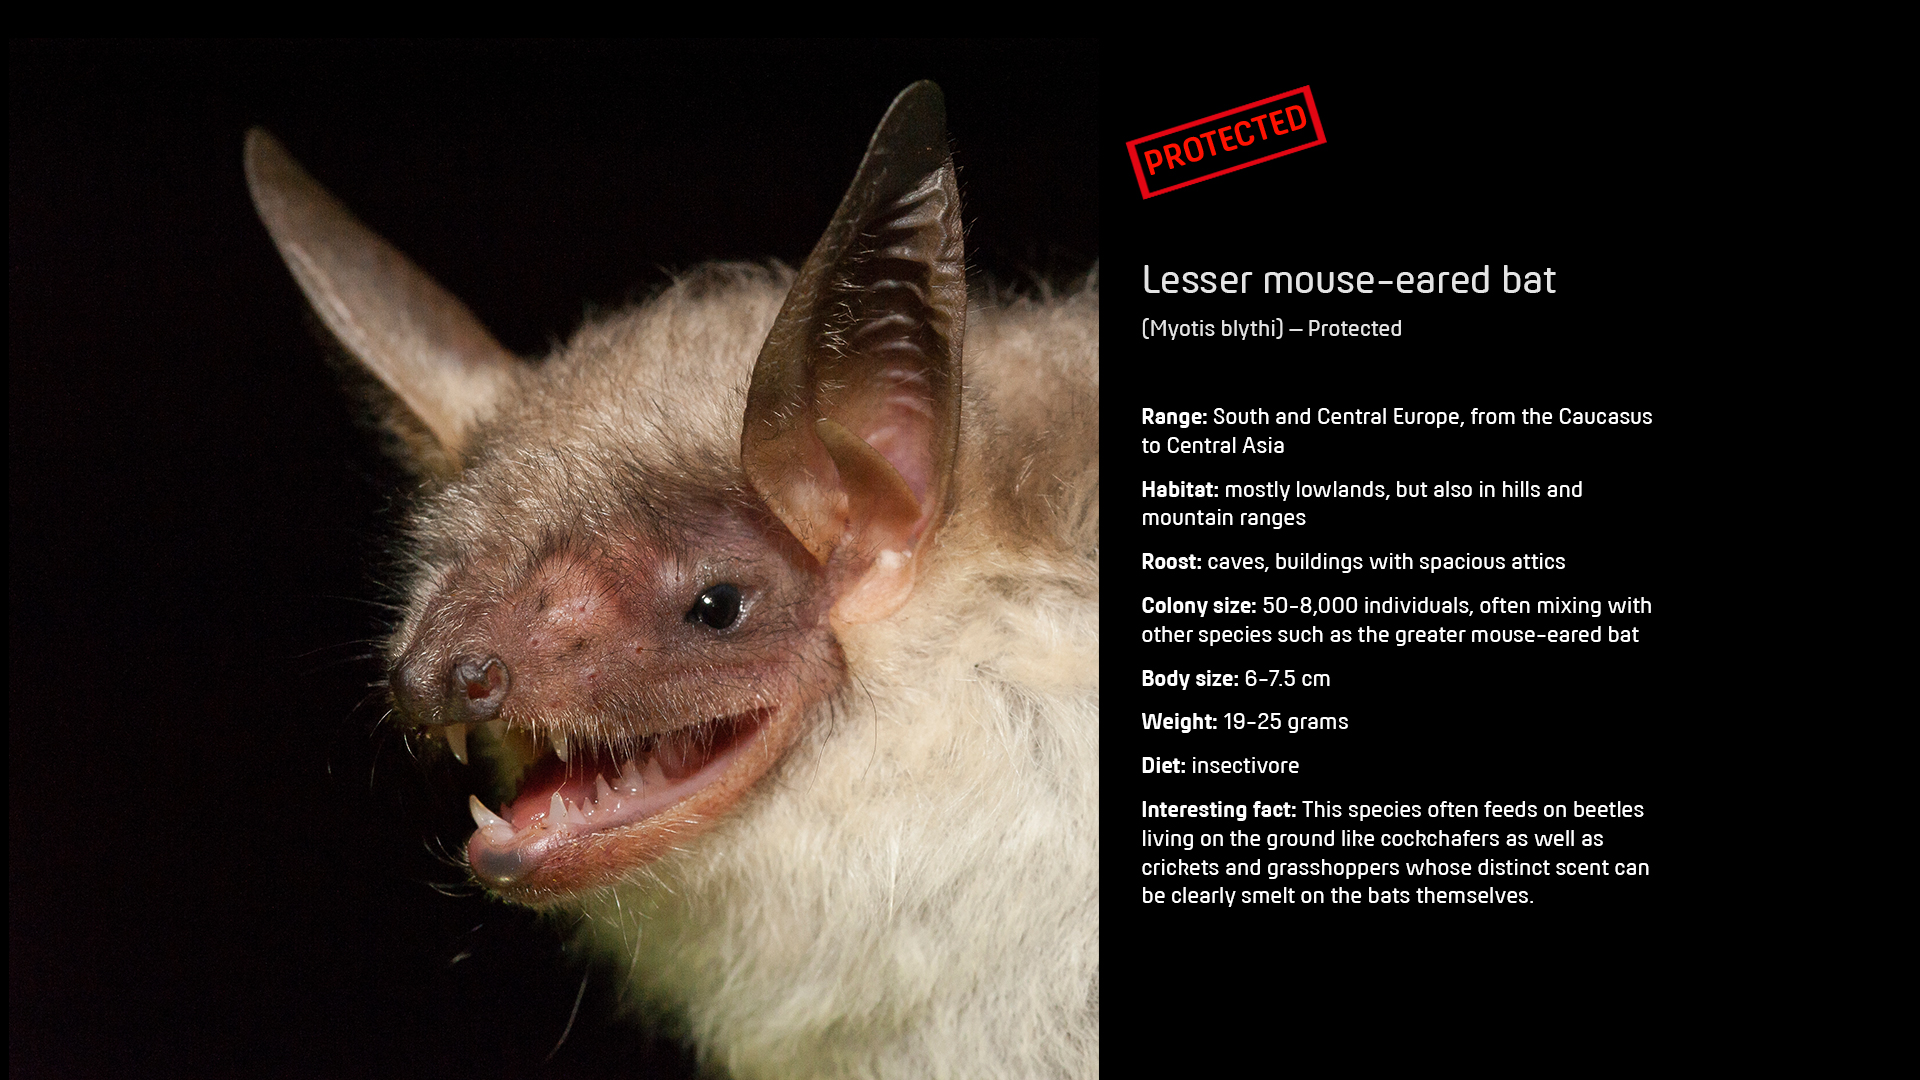 PROTECTED
Lesser mouse-eared bat
(Myotis blythi) – Protected
Range: South and Central Europe, from the Caucasus
to Central Asia
Habitat: mostly lowlands, but also in hills and
mountain ranges
Roost: caves, buildings with spacious attics
Colony size: 50-8,000 individuals, often mixing with
other species such as the greater mouse-eared bat
Body size: 6-7.5 cm
Weight: 19-25 grams
Diet: insectivore
Interesting fact: This species often feeds on beetles
living on the ground like cockchafers as well as
crickets and grasshoppers whose distinct scent can
be clearly smelt on the bats themselves.